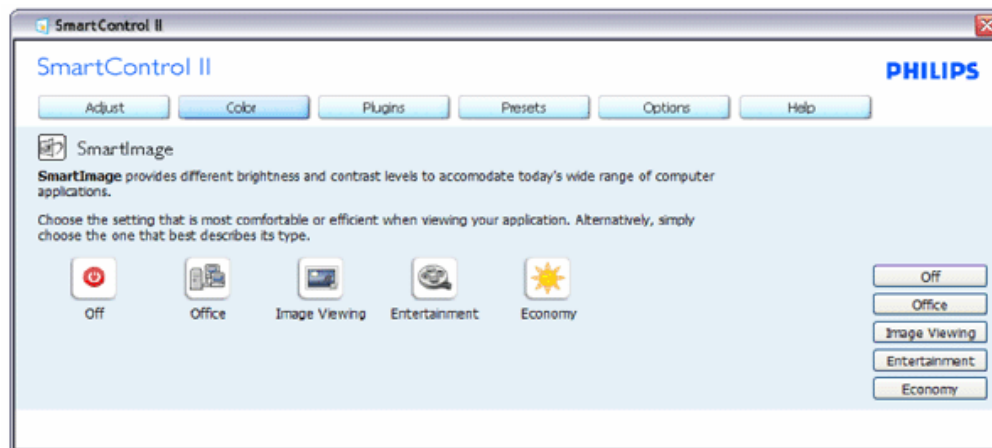 SmartControl II
SmartControl II
PHILIPS
Adjust Color Plugins Presets Options Help
SmartImage
SmartImage provides different brightness and contrast levels to accomodate today's wide range of computer
applications.
Choose the setting that is most comfortable or efficient when viewing your application. Alternatively, simply
choose the one that best describes its type.
Off Office Image Viewing Entertainment Economy
Off
Office
Image Viewing
Entertainment
Economy